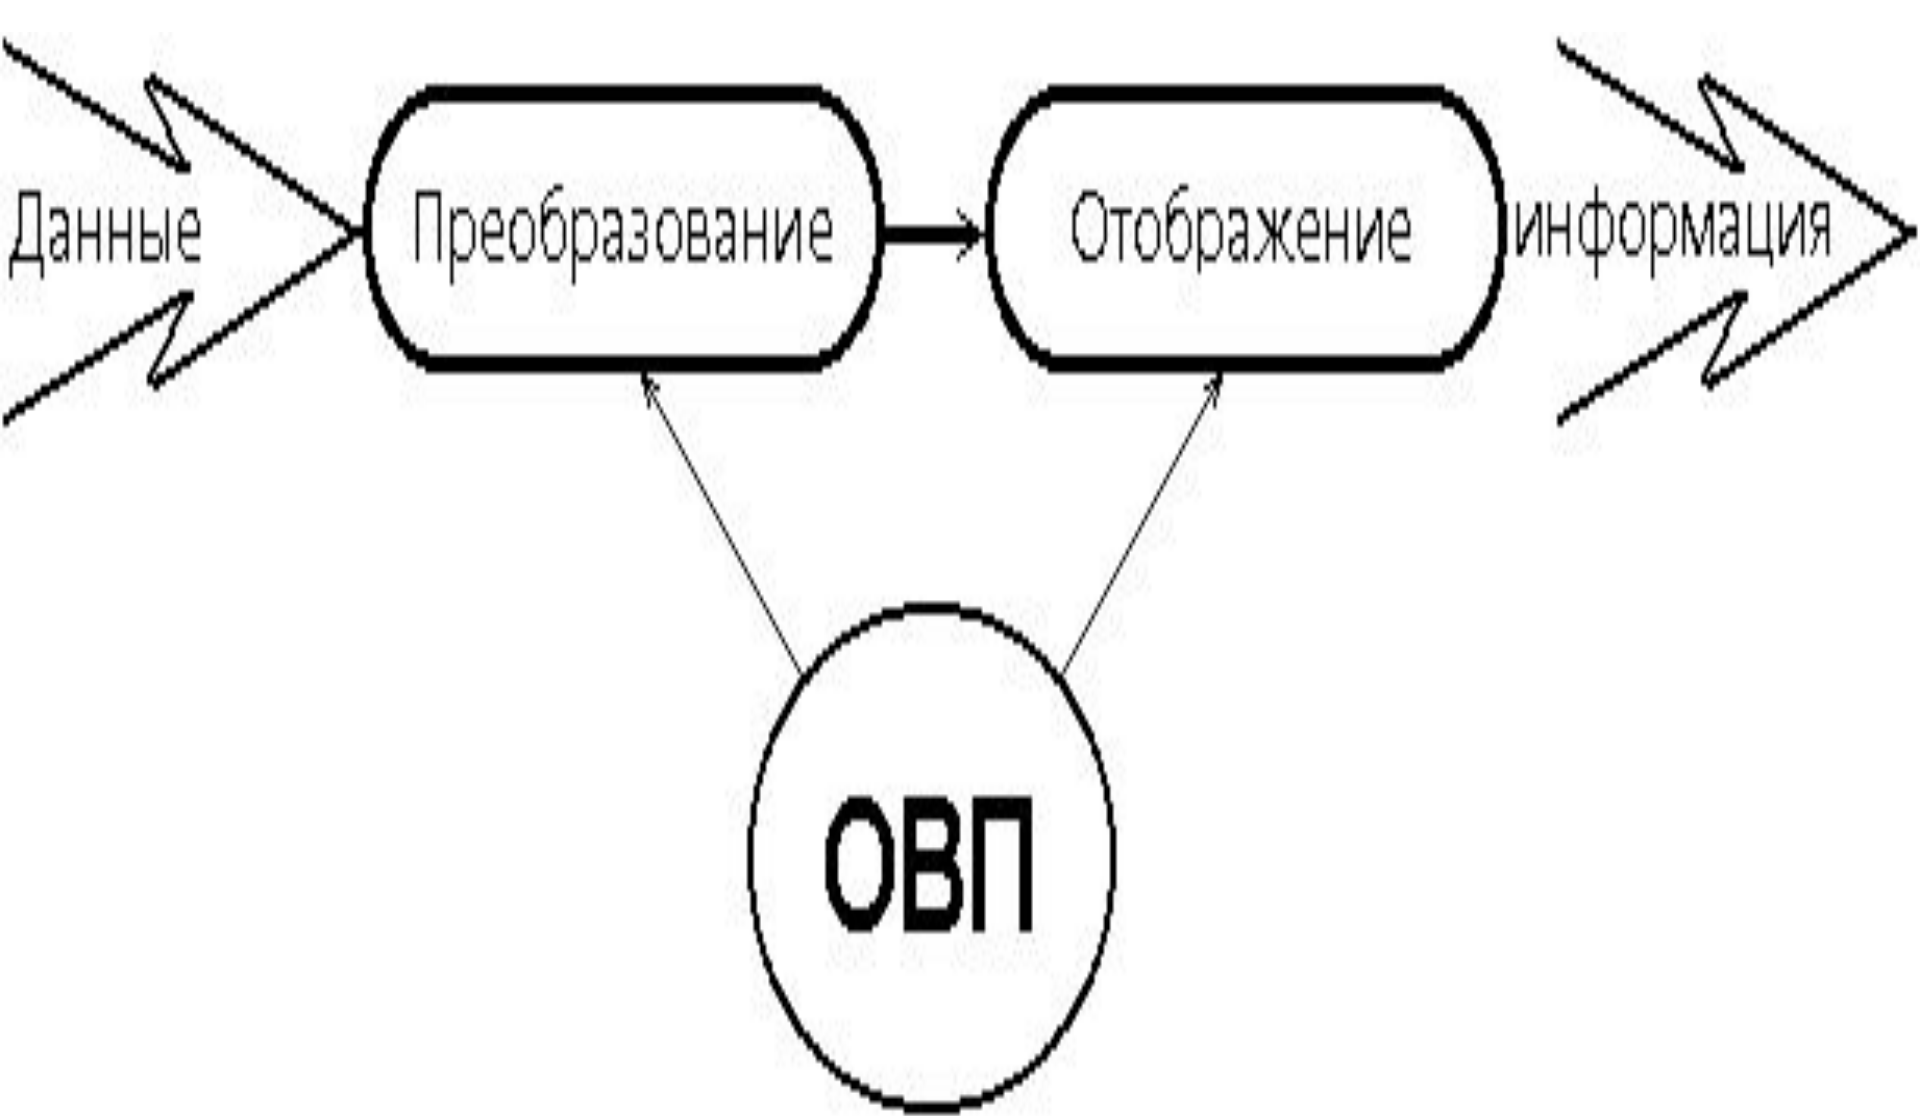 Данные
Преобразование
Отображение
информация
ОВП